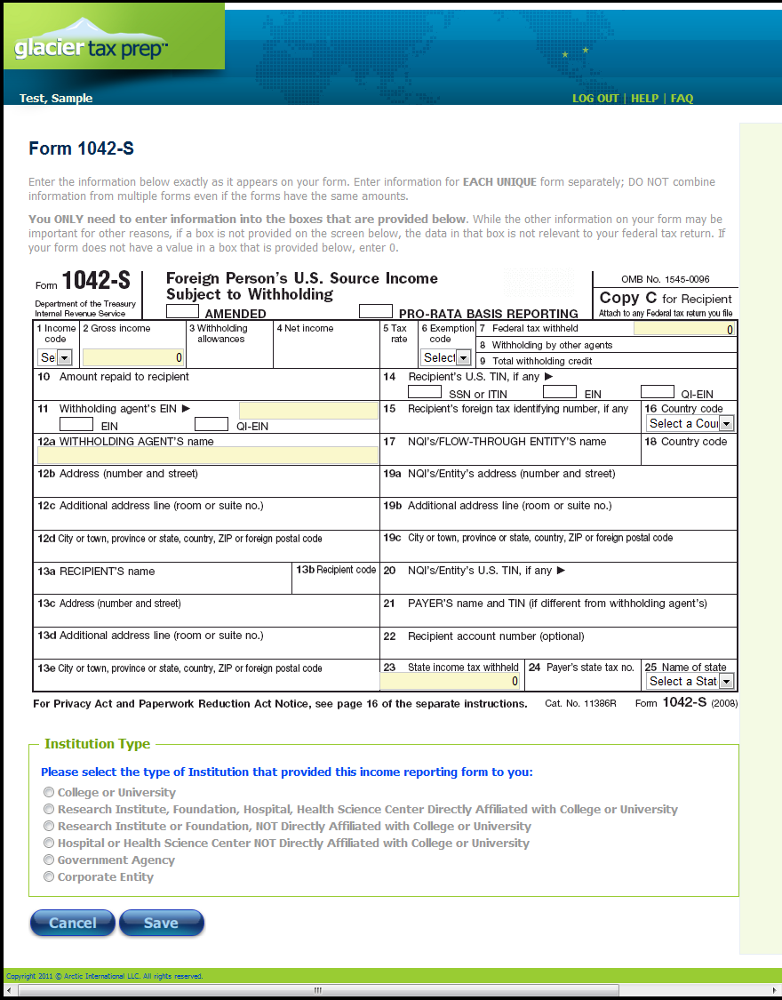 glacier tax prep™
Test, Sample
LOG OUT | HELP | FAQ
Form 1042-S
Enter the information below exactly as it appears on your form. Enter information for EACH UNIQUE form separately; DO NOT combine
information from multiple forms even if the forms have the same amounts.
You ONLY need to enter information into the boxes that are provided below. While the other information on your form may be
important for other reasons, if a box is not provided on the screen below, the data in that box is not relevant to your federal tax return. If
your form does not have a value in a box that is provided below, enter 0.
Form 1042-S
Department of the Treasury
Internal Revenue Service
Foreign Person's U.S. Source Income
Subject to Withholding
AMENDED
PRO-RATA BASIS REPORTING
OMB No. 1545-0096
Copy C for Recipient
Attach to any Federal tax return you file
1 Income code
Se
2 Gross income
0
3 Withholding allowances
4 Net income
5 Tax rate
6 Exemption code
Select
7 Federal tax withheld 0
8 Withholding by other agents
9 Total withholding credit
10 Amount repaid to recipient
14 Recipient's U.S. TIN, if any ▶
SSN or ITIN EIN QI-EIN
11 Withholding agent's EIN ▶
EIN QI-EIN
15 Recipient's foreign tax identifying number, if any
16 Country code
Select a Cour
12a WITHHOLDING AGENT'S name
17 NQI's/FLOW-THROUGH ENTITY'S name
18 Country code
12b Address (number and street)
19a NQI's/Entity's address (number and street)
12c Additional address line (room or suite no.)
19b Additional address line (room or suite no.)
12d City or town, province or state, country, ZIP or foreign postal code
19c City or town, province or state, country, ZIP or foreign postal code
13a RECIPIENT'S name
13b Recipient code
20 NQI's/Entity's U.S. TIN, if any ▶
13c Address (number and street)
21 PAYER'S name and TIN (if different from withholding agent's)
13d Additional address line (room or suite no.)
22 Recipient account number (optional)
13e City or town, province or state, country, ZIP or foreign postal code
23 State income tax withheld
0
24 Payer's state tax no.
25 Name of state
Select a Stat
For Privacy Act and Paperwork Reduction Act Notice, see page 16 of the separate instructions. Cat. No. 11386R Form 1042-S (2008)
Institution Type
Please select the type of Institution that provided this income reporting form to you:
College or University
Research Institute, Foundation, Hospital, Health Science Center Directly Affiliated with College or University
Research Institute or Foundation, NOT Directly Affiliated with College or University
Hospital or Health Science Center NOT Directly Affiliated with College or University
Government Agency
Corporate Entity
Cancel Save
Copyright 2011 © Arctic International LLC. All rights reserved.